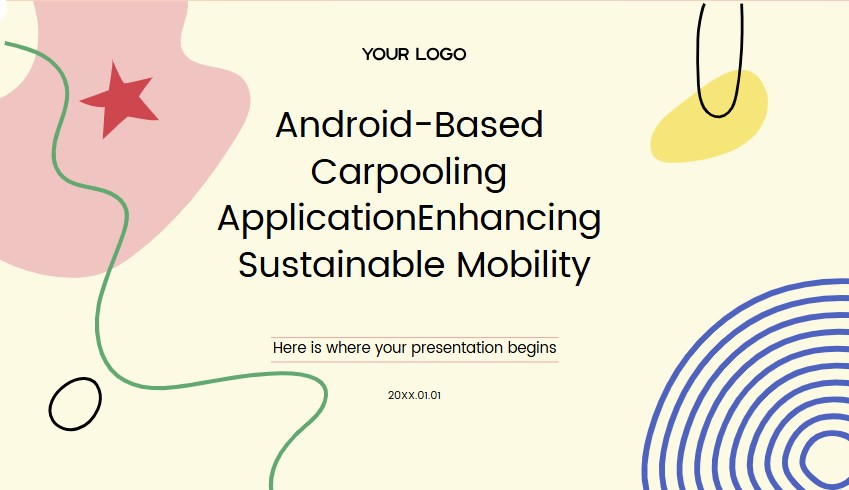 YOUR LOGO
Android-Based
Carpooling
ApplicationEnhancing
Sustainable Mobility
Here is where your presentation begins
20XX.01.01